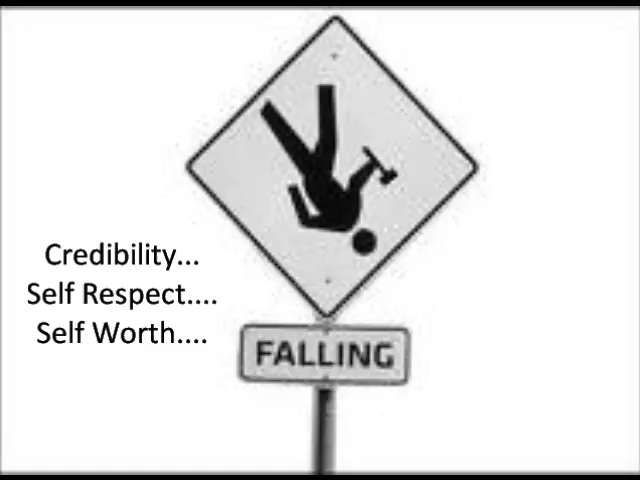 Credibility...
Self Respect....
Self Worth....
FALLING